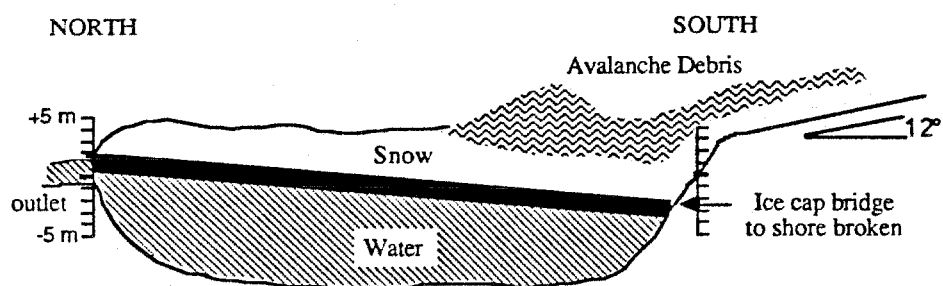 NORTH
SOUTH
Avalanche Debris
+5 m
Snow
12°
outlet
-5 m
Water
Ice cap bridge
to shore broken